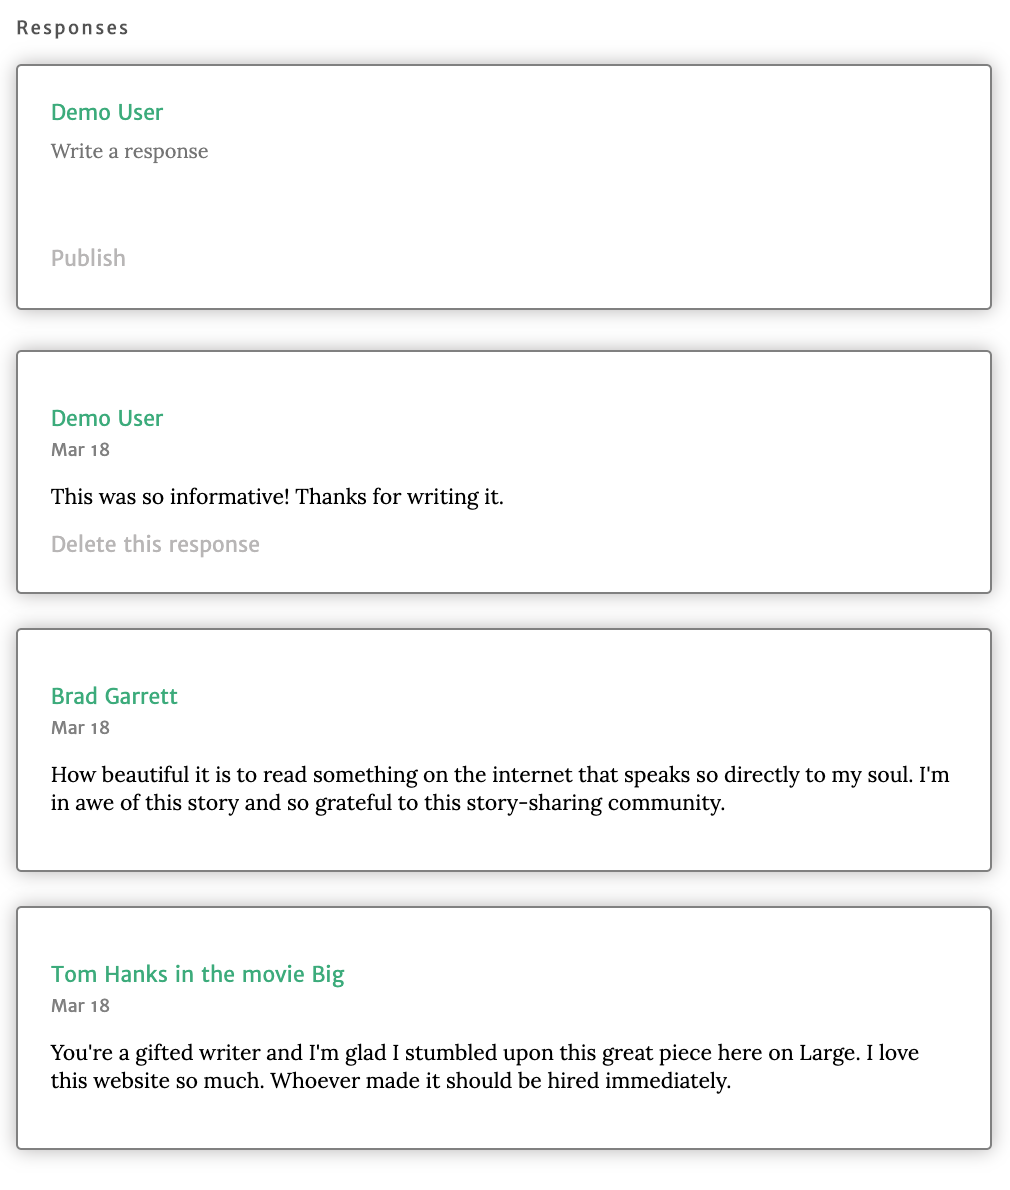 Responses
Demo User
Write a response
Publish
Demo User
Mar 18
This was so informative! Thanks for writing it.
Delete this response
Brad Garrett
Mar 18
How beautiful it is to read something on the internet that speaks so directly to my soul. I'm
in awe of this story and so grateful to this story-sharing community.
Tom Hanks in the movie Big
Mar 18
You're a gifted writer and I'm glad I stumbled upon this great piece here on Large. I love
this website so much. Whoever made it should be hired immediately.